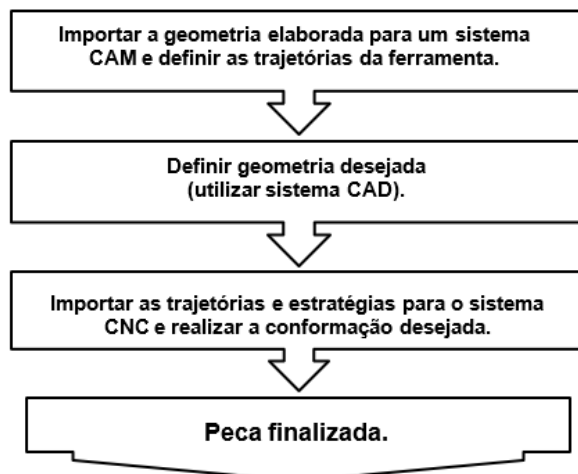 Importar a geometria elaborada para um sistema
CAM e definir as trajetórias da ferramenta.
Definir geometria desejada
(utilizar sistema CAD).
Importar as trajetórias e estratégias para o sistema
CNC e realizar a conformação desejada.
Peca finalizada.